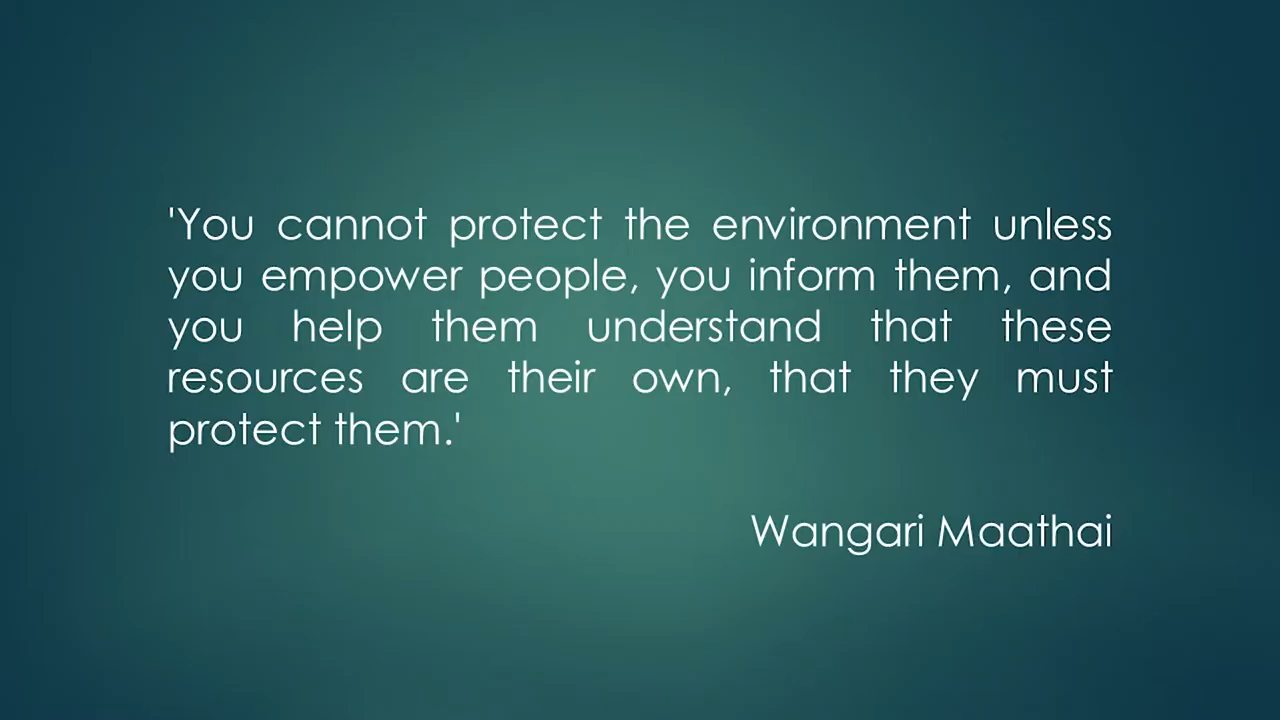 'You cannot protect the environment unless
you empower people, you inform them, and
you help them understand that these
resources are their own, that they must
protect them.'
Wangari Maathai